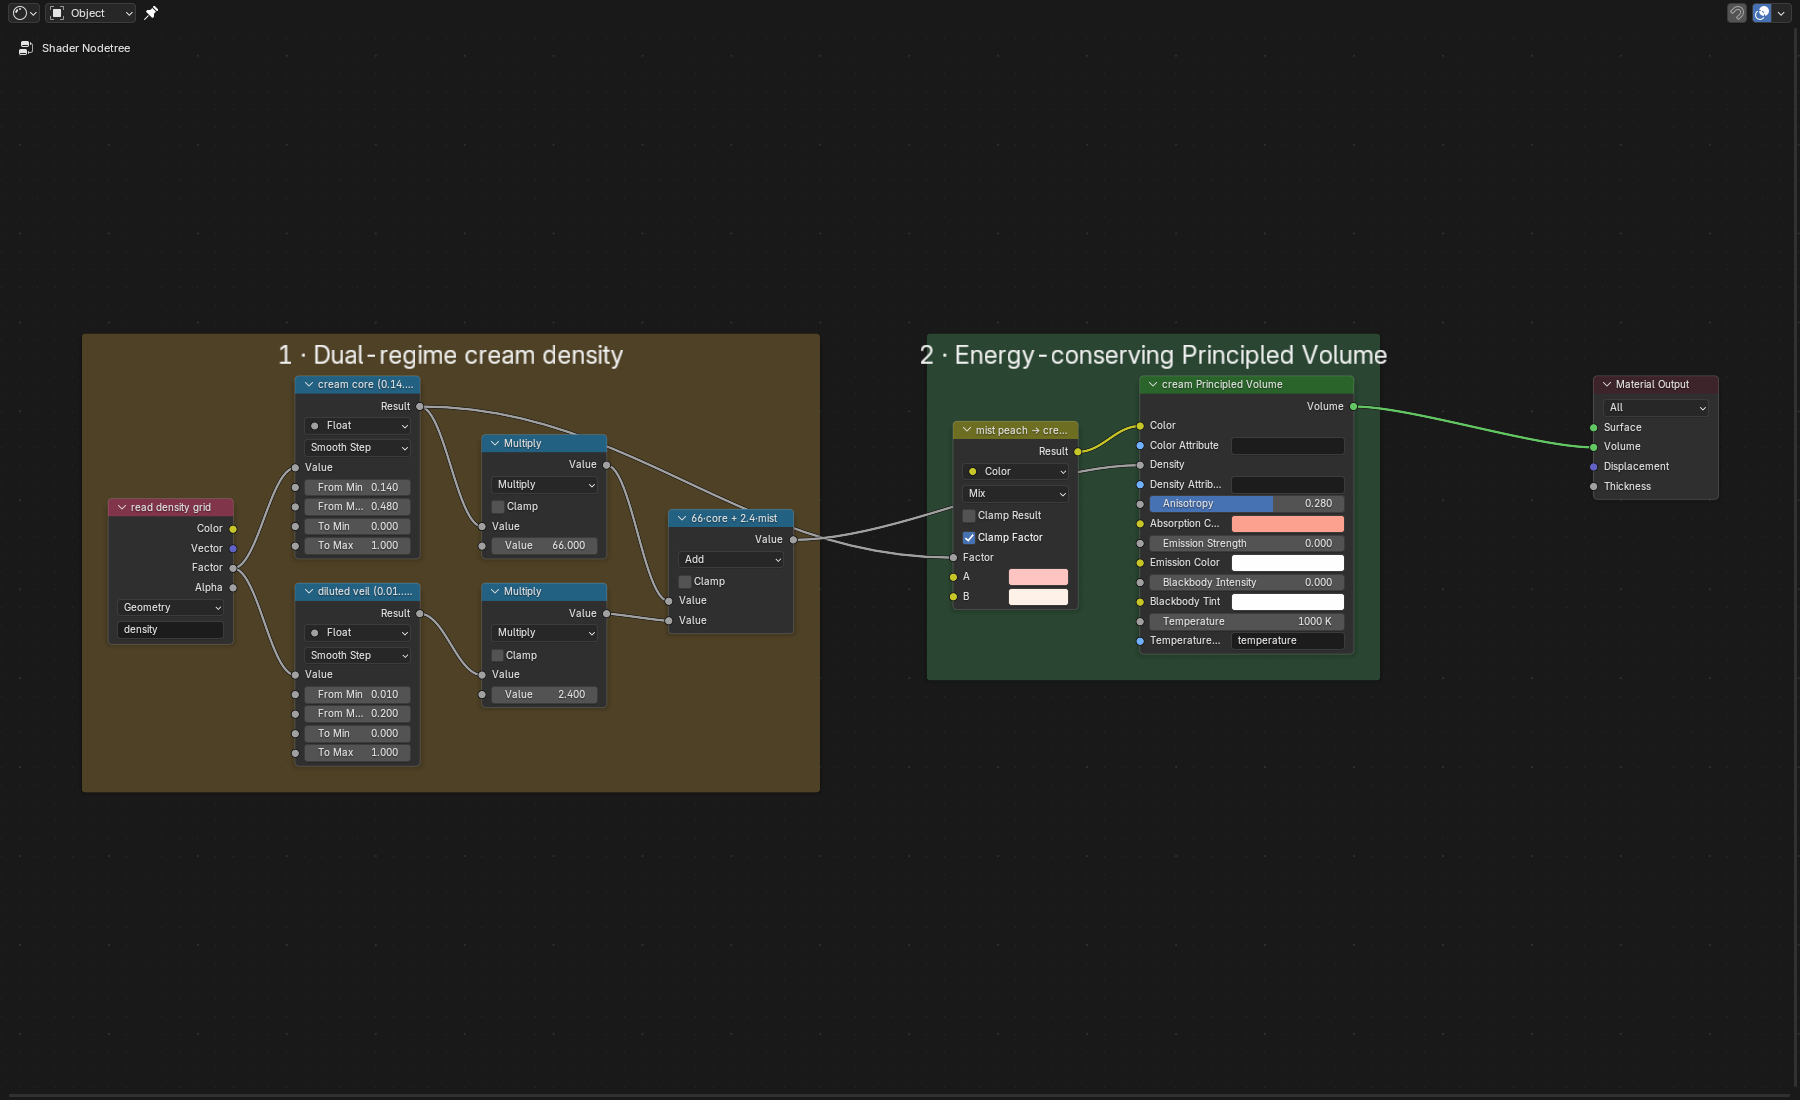 Object
Shader Nodetree
1 · Dual-regime cream density
read density grid
Color
Vector
Factor
Alpha
Geometry
density
cream core (0.14....
Result
Float
Smooth Step
Value
From Min 0.140
From M... 0.480
To Min 0.000
To Max 1.000
diluted veil (0.01.....
Result
Float
Smooth Step
Value
From Min 0.010
From M... 0.200
To Min 0.000
To Max 1.000
Multiply
Value
Multiply
Clamp
Value
Value 66.000
Multiply
Value
Multiply
Clamp
Value
Value 2.400
66·core + 2.4·mist
Value
Add
Clamp
Value
Value
2 · Energy-conserving Principled Volume
mist peach → cre...
Result
Color
Mix
Clamp Result
Clamp Factor
Factor
A
B
cream Principled Volume
Volume
Color
Color Attribute
Density
Density Attrib...
Anisotropy 0.280
Absorption C...
Emission Strength 0.000
Emission Color
Blackbody Intensity 0.000
Blackbody Tint
Temperature 1000 K
Temperature... temperature
Material Output
All
Surface
Volume
Displacement
Thickness